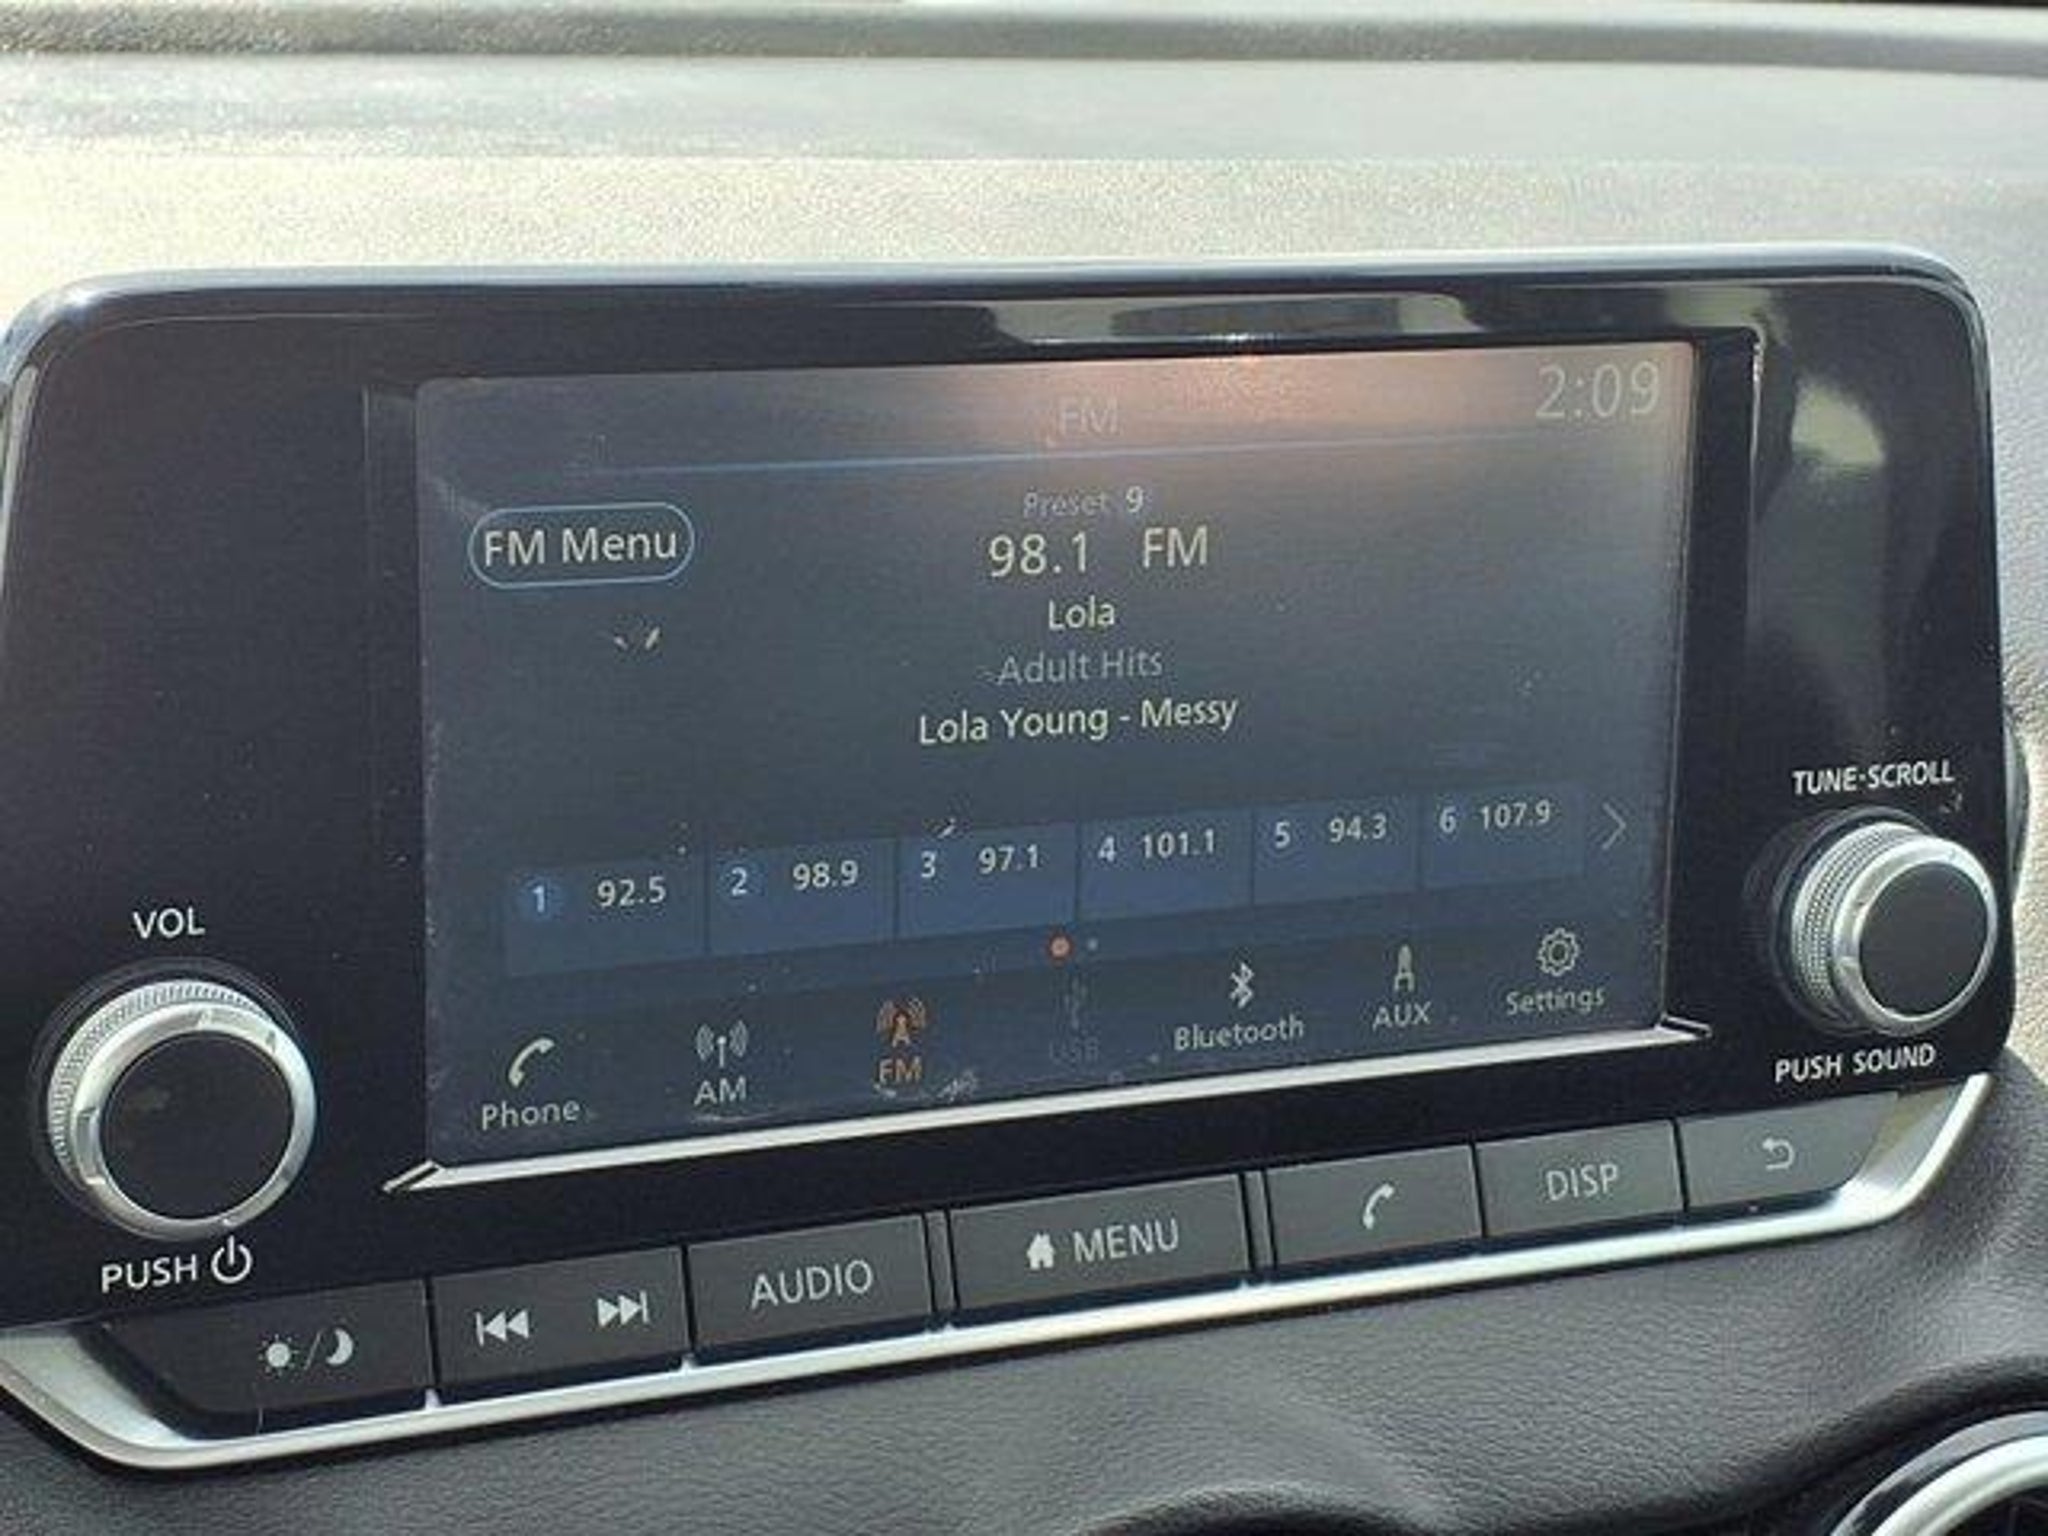 FM
2:09
Preset 9
FM Menu
98.1 FM
Lola
Adult Hits
Lola Young - Messy
1 92.5 2 98.9 3 97.1 4 101.1 5 94.3 6 107.9
Phone AM FM USB Bluetooth AUX Settings
VOL
PUSH
TUNE·SCROLL
PUSH SOUND
AUDIO MENU DISP